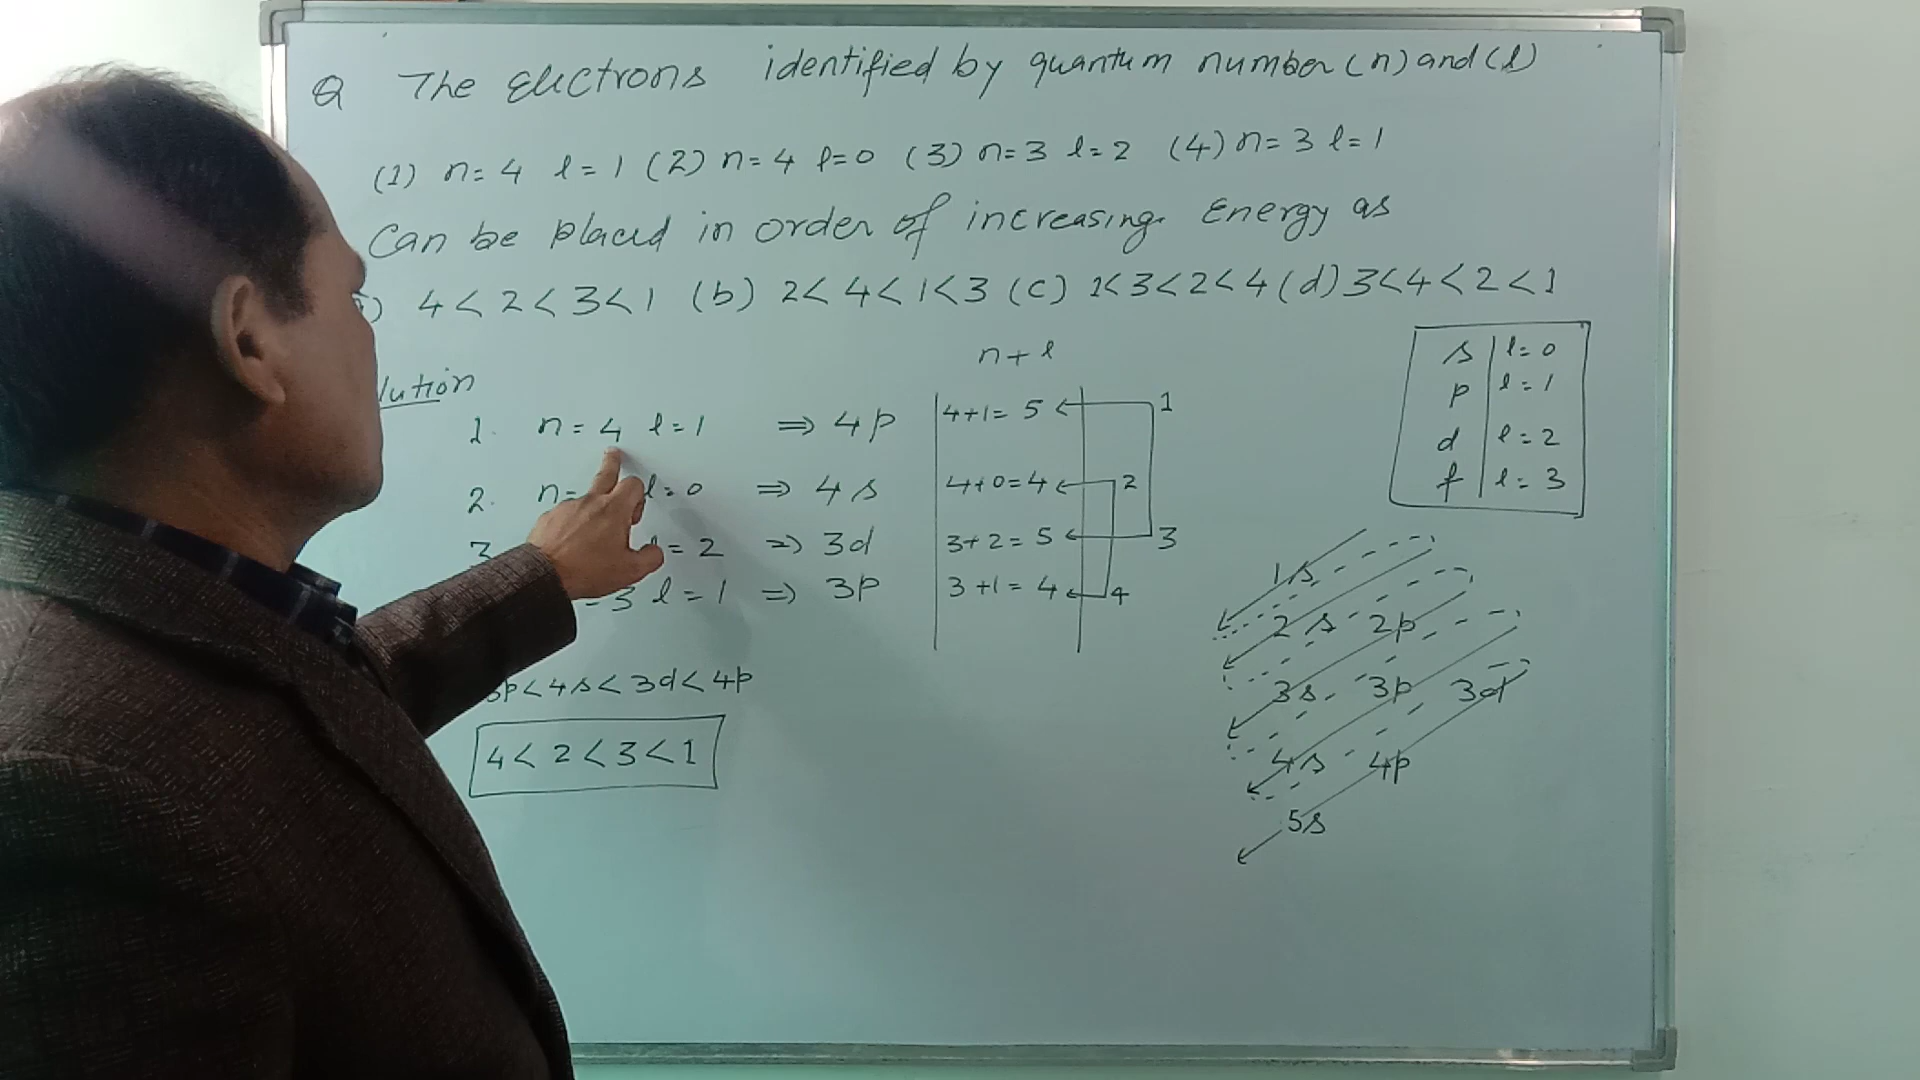 Q The Electrons identified by quantum number (n) and (l)
(1) n=4 l=1 (2) n=4 l=0 (3) n=3 l=2 (4) n=3 l=1
Can be placed in order of increasing Energy as
) 4<2<3<1 (b) 2<4<1<3 (c) 1<3<2<4 (d) 3<4<2<1
lution
n+l
1. n=4 l=1 ⇒ 4p 4+1=5 1
2. n= l=0 ⇒ 4s 4+0=4 2
3 l=2 ⇒ 3d 3+2=5 3
=3 l=1 ⇒ 3p 3+1=4 4
3p<4s<3d<4p
4<2<3<1
s l=0
p l=1
d l=2
f l=3
1s
2s 2p
3s 3p 3d
4s 4p
5s